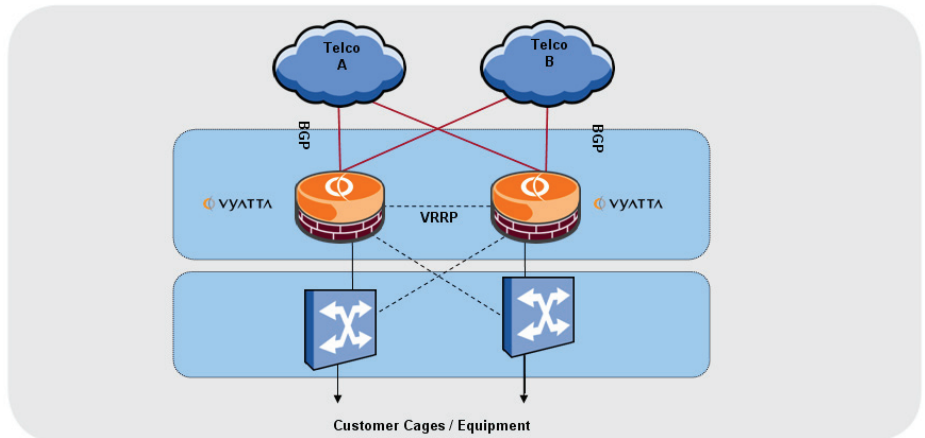 Telco
A
Telco
B
BGP
BGP
VYATTA
VRRP
VYATTA
Customer Cages / Equipment